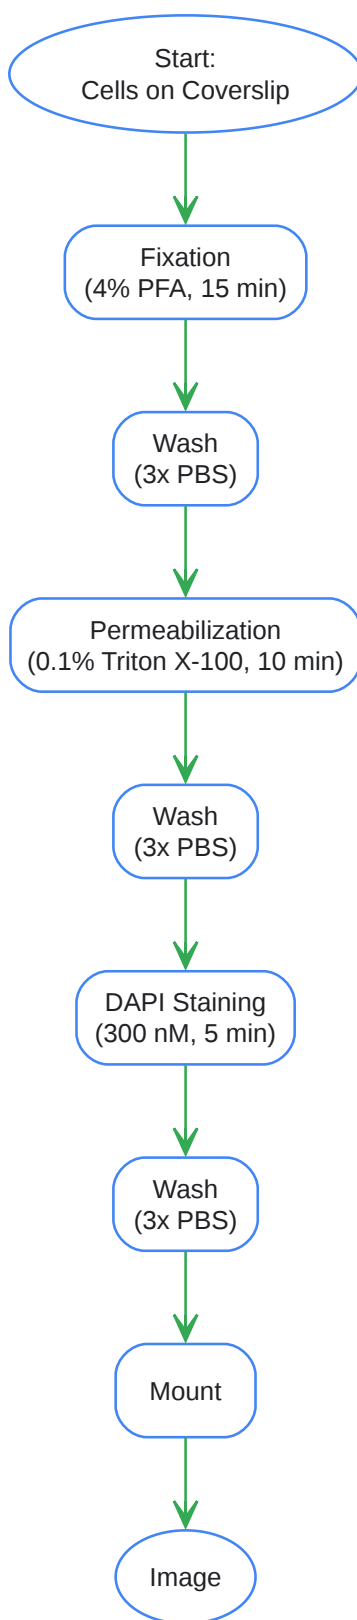 Start:
Cells on Coverslip
Fixation
(4% PFA, 15 min)
Wash
(3x PBS)
Permeabilization
(0.1% Triton X-100, 10 min)
Wash
(3x PBS)
DAPI Staining
(300 nM, 5 min)
Wash
(3x PBS)
Mount
Image